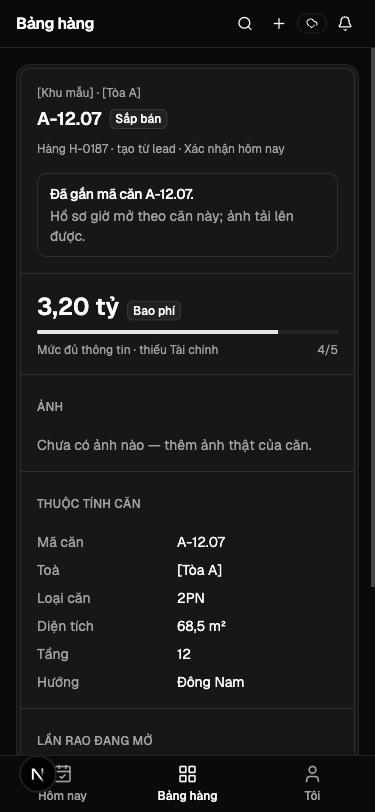 Bảng hàng
[Khu mẫu] · [Tòa A]
A-12.07 Sắp bán
Hàng H-0187 · tạo từ lead · Xác nhận hôm nay
Đã gắn mã căn A-12.07.
Hồ sơ giờ mở theo căn này; ảnh tải lên
được.
3,20 tỷ Bao phí
Mức đủ thông tin · thiếu Tài chính 4/5
ẢNH
Chưa có ảnh nào — thêm ảnh thật của căn.
THUỘC TÍNH CĂN
Mã căn A-12.07
Toà [Tòa A]
Loại căn 2PN
Diện tích 68,5 m²
Tầng 12
Hướng Đông Nam
LẦN RAO ĐANG MỞ
N
Hôm nay Bảng hàng Tôi